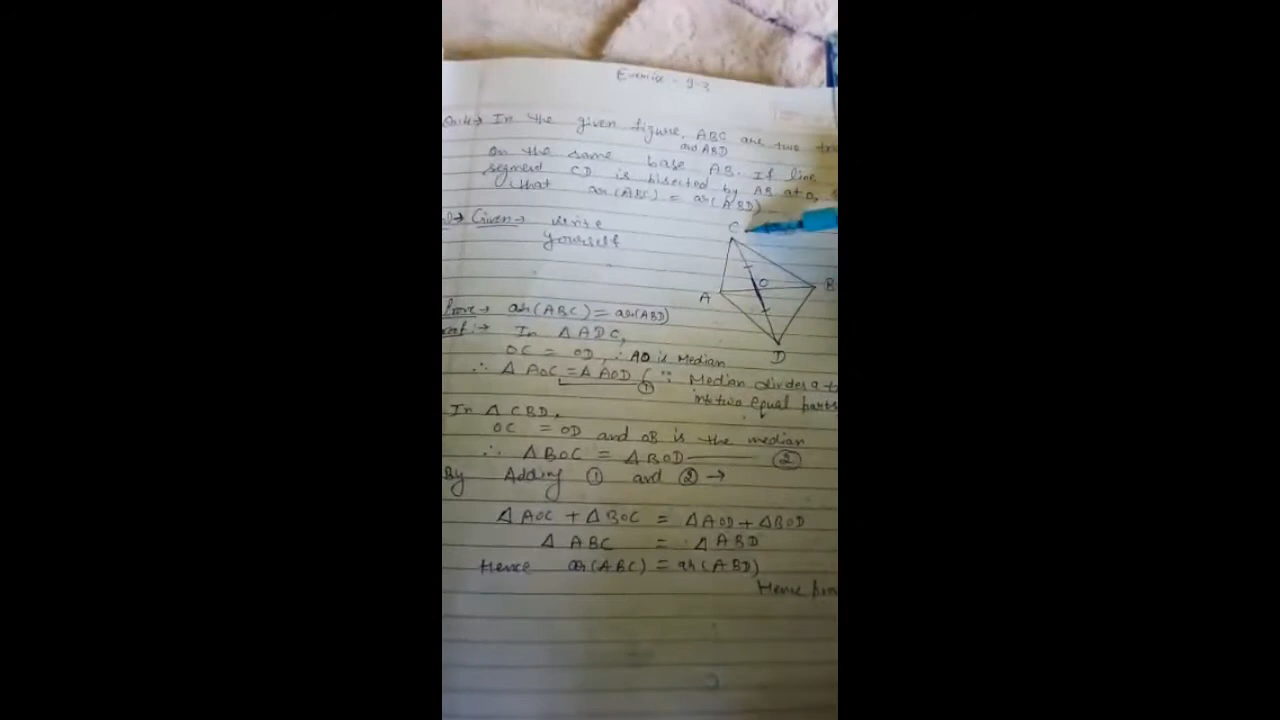 Exercise - 9.3
In the given figure, ABC are two
and ABD
on the same base AB. If line
segment CD is bisected by AB at O,
that ar(ABC) = ar(ABD)
Given → write
yourself
C
O
A
B
D
Prove → ar(ABC) = ar(ABD)
In Δ ADC,
OC = OD, ∴ AO is Median
∴ Δ AOC = Δ AOD (∵ Median divides a
①
into two equal parts
In Δ CBD,
OC = OD and OB is the median
∴ Δ BOC = Δ BOD ②
By Adding ① and ② →
Δ AOC + Δ BOC = Δ AOD + Δ BOD
Δ ABC = Δ ABD
Hence ar(ABC) = ar(ABD)
Hence